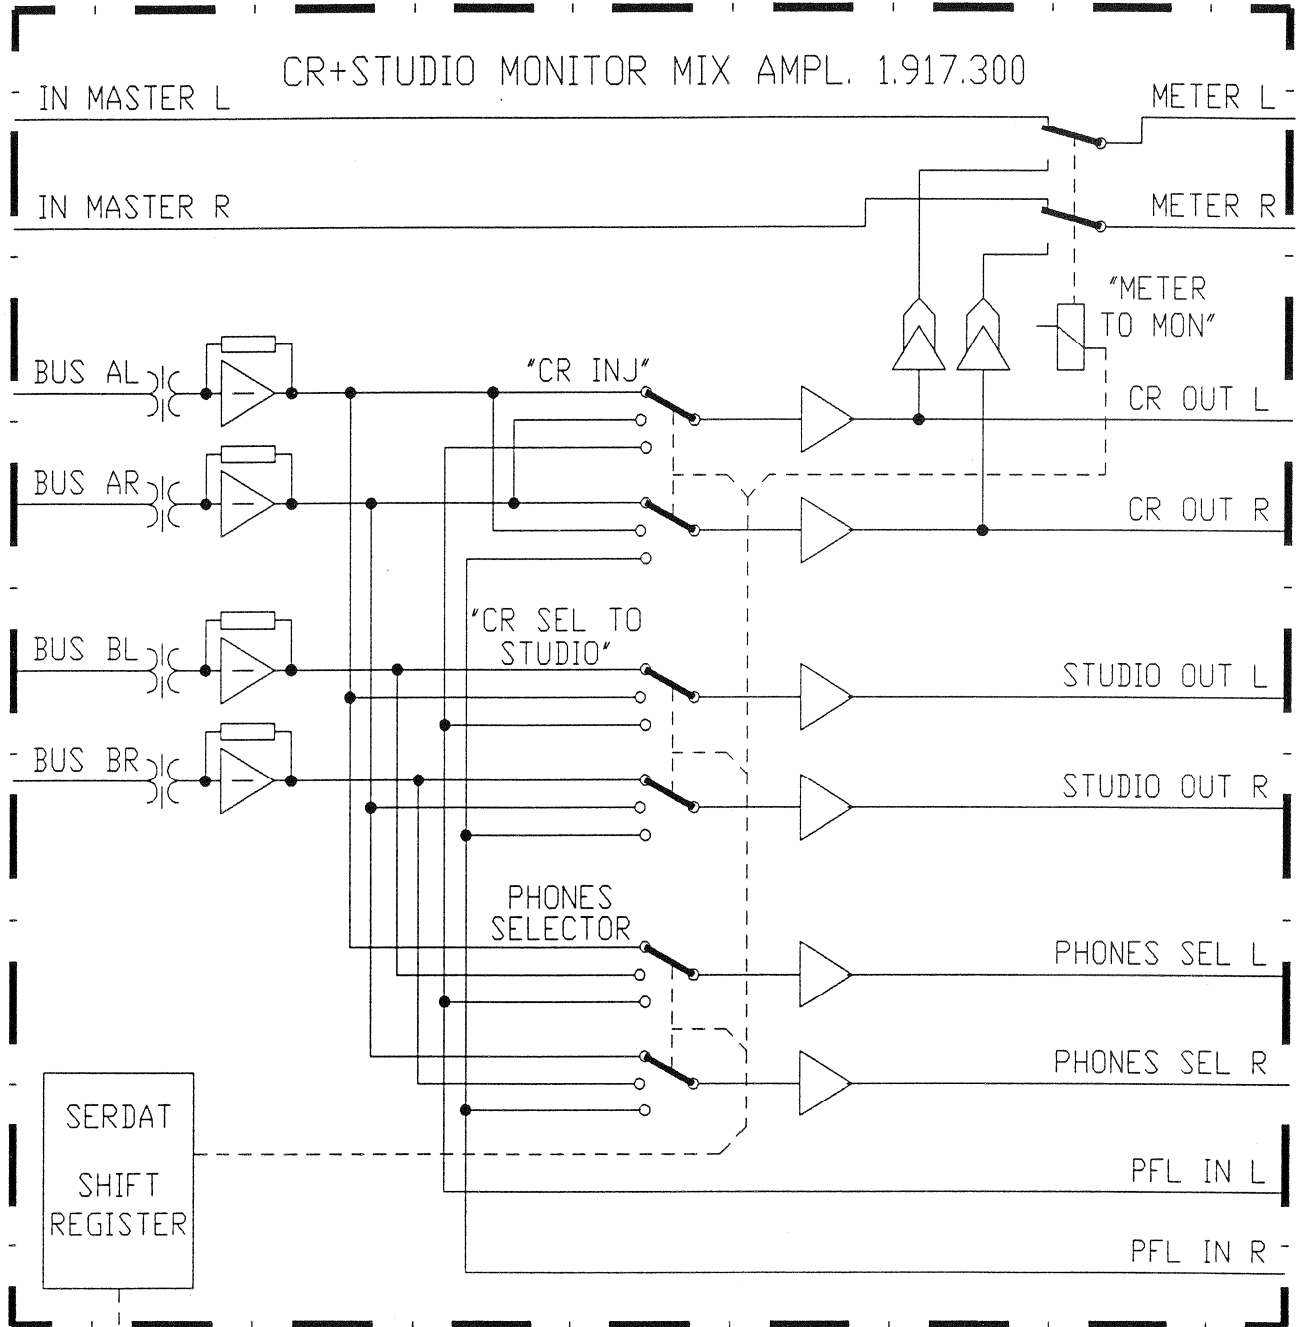 CR+STUDIO MONITOR MIX AMPL. 1.917.300
IN MASTER L
METER L
IN MASTER R
METER R
"METER
TO MON"
BUS AL
"CR INJ"
CR OUT L
BUS AR
CR OUT R
"CR SEL TO
STUDIO"
BUS BL
STUDIO OUT L
BUS BR
STUDIO OUT R
PHONES
SELECTOR
PHONES SEL L
PHONES SEL R
SERDAT
SHIFT
REGISTER
PFL IN L
PFL IN R